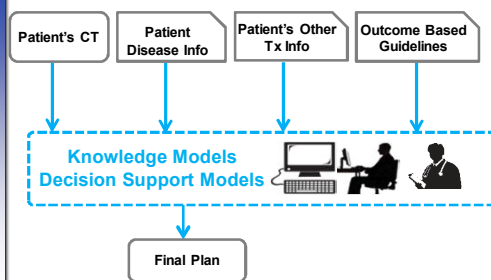 Patient's CT
Patient
Disease Info
Patient's Other
Tx Info
Outcome Based
Guidelines
Knowledge Models
Decision Support Models
Final Plan